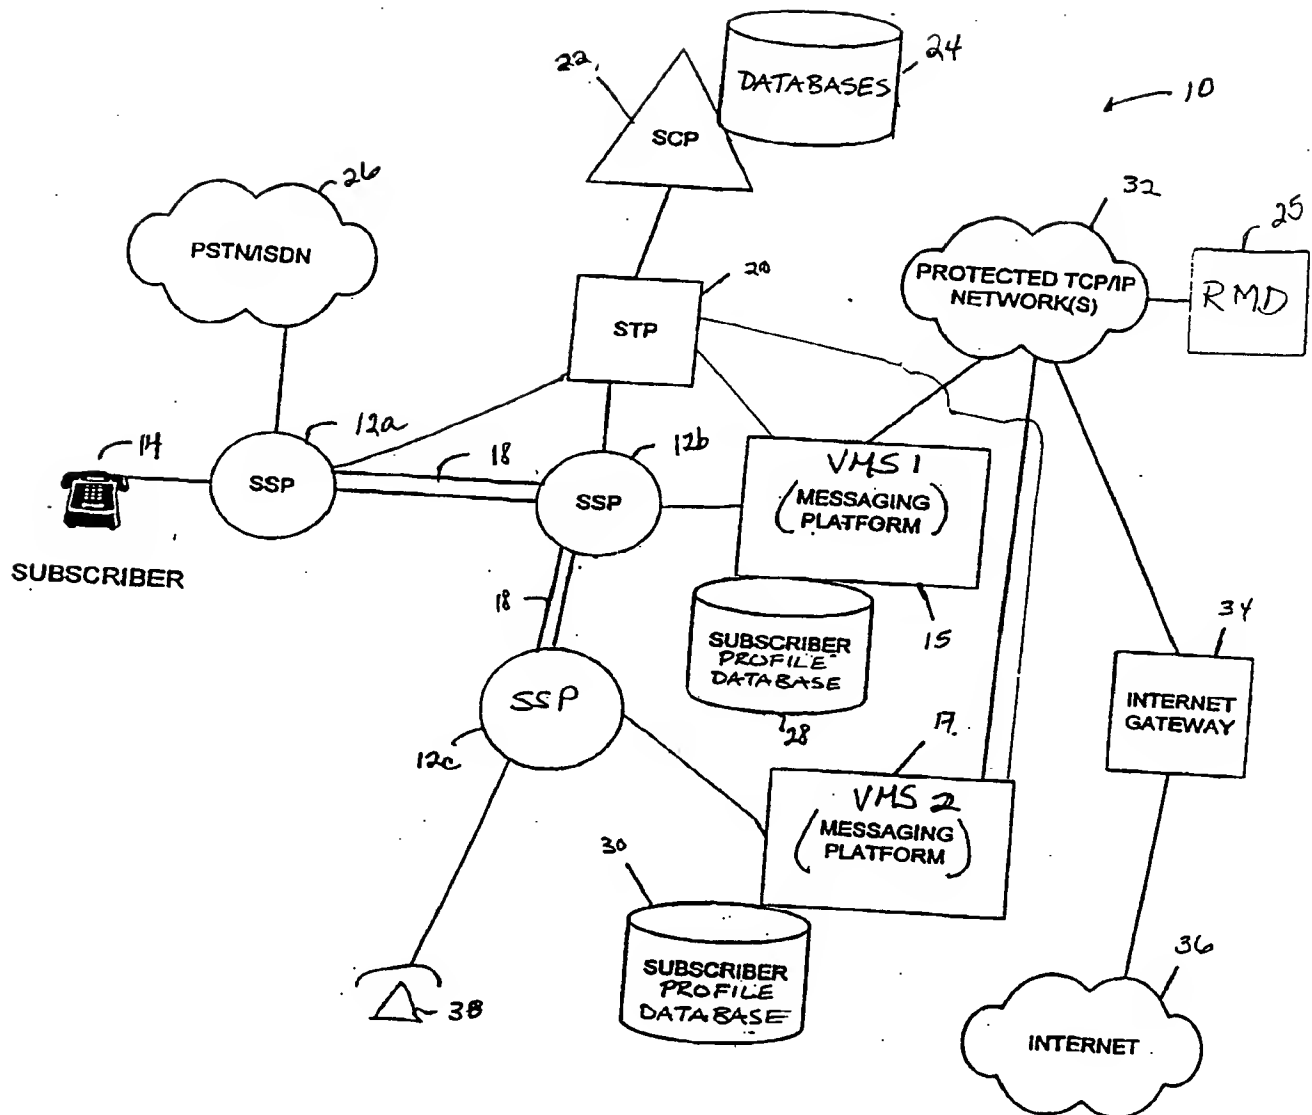 22
DATABASES
24
10
SCP
26
PSTN/ISDN
32
25
PROTECTED TCP/IP
NETWORK(S)
RMD
20
STP
14
12a
18
12b
SSP
SSP
VMS 1
(MESSAGING
PLATFORM)
SUBSCRIBER
18
15
34
SUBSCRIBER
PROFILE
DATABASE
28
INTERNET
GATEWAY
SSP
12c
17
VMS 2
(MESSAGING
PLATFORM)
30
SUBSCRIBER
PROFILE
DATABASE
38
36
INTERNET